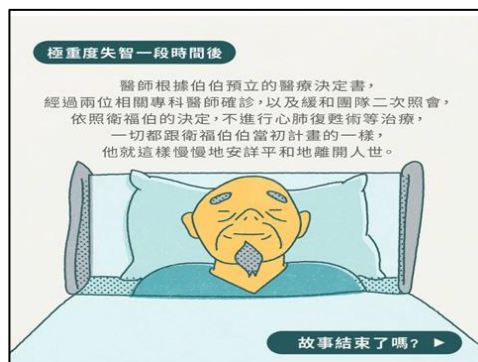 極重度失智一段時間後
醫師根據伯伯預立的醫療決定書，
經過兩位相關專科醫師確診，以及緩和團隊二次照會，
依照衛福伯的決定，不進行心肺復甦術等治療，
一切都跟衛福伯伯當初計畫的一樣，
他就這樣慢慢地安詳平和地離開人世。
故事結束了嗎？ ▶